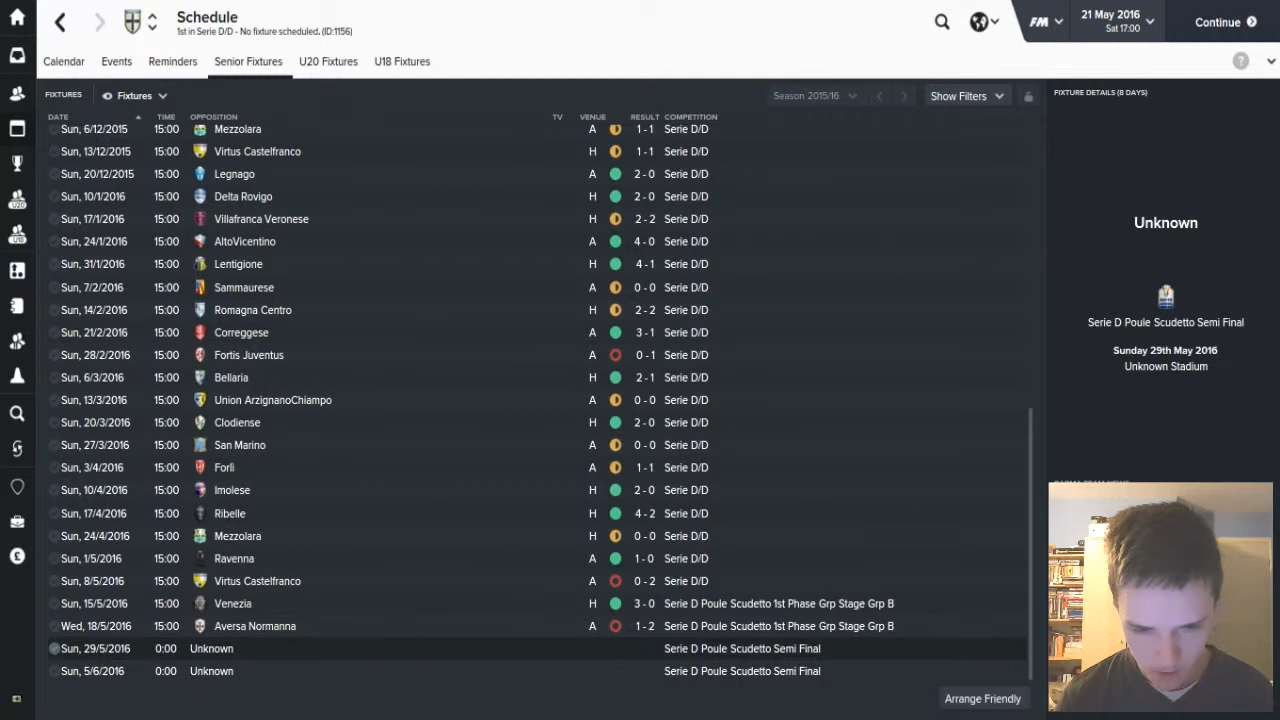 Schedule
1st in Serie D/D - No fixture scheduled. (ID:1156)
FM
21 May 2016
Sat 17:00
Continue
Calendar Events Reminders Senior Fixtures U20 Fixtures U18 Fixtures
?
FIXTURES Fixtures Season 2015/16 Show Filters
DATE TIME OPPOSITION TV VENUE RESULT COMPETITION
Sun, 6/12/2015 15:00 Mezzolara A 1 - 1 Serie D/D
Sun, 13/12/2015 15:00 Virtus Castelfranco H 1 - 1 Serie D/D
Sun, 20/12/2015 15:00 Legnago A 2 - 0 Serie D/D
Sun, 10/1/2016 15:00 Delta Rovigo H 2 - 0 Serie D/D
Sun, 17/1/2016 15:00 Villafranca Veronese H 2 - 2 Serie D/D
Sun, 24/1/2016 15:00 AltoVicentino A 4 - 0 Serie D/D
Sun, 31/1/2016 15:00 Lentigione H 4 - 1 Serie D/D
Sun, 7/2/2016 15:00 Sammaurese A 0 - 0 Serie D/D
Sun, 14/2/2016 15:00 Romagna Centro H 2 - 2 Serie D/D
Sun, 21/2/2016 15:00 Correggese A 3 - 1 Serie D/D
Sun, 28/2/2016 15:00 Fortis Juventus A 0 - 1 Serie D/D
Sun, 6/3/2016 15:00 Bellaria H 2 - 1 Serie D/D
Sun, 13/3/2016 15:00 Union ArzignanoChiampo A 0 - 0 Serie D/D
Sun, 20/3/2016 15:00 Clodiense H 2 - 0 Serie D/D
Sun, 27/3/2016 15:00 San Marino A 0 - 0 Serie D/D
Sun, 3/4/2016 15:00 Forlì A 1 - 1 Serie D/D
Sun, 10/4/2016 15:00 Imolese H 2 - 0 Serie D/D
Sun, 17/4/2016 15:00 Ribelle H 4 - 2 Serie D/D
Sun, 24/4/2016 15:00 Mezzolara H 0 - 0 Serie D/D
Sun, 1/5/2016 15:00 Ravenna A 1 - 0 Serie D/D
Sun, 8/5/2016 15:00 Virtus Castelfranco A 0 - 2 Serie D/D
Sun, 15/5/2016 15:00 Venezia H 3 - 0 Serie D Poule Scudetto 1st Phase Grp Stage Grp B
Wed, 18/5/2016 15:00 Aversa Normanna A 1 - 2 Serie D Poule Scudetto 1st Phase Grp Stage Grp B
Sun, 29/5/2016 0:00 Unknown Serie D Poule Scudetto Semi Final
Sun, 5/6/2016 0:00 Unknown Serie D Poule Scudetto Semi Final
Arrange Friendly
FIXTURE DETAILS (8 DAYS)
Unknown
Serie D Poule Scudetto Semi Final
Sunday 29th May 2016
Unknown Stadium
U20
U18